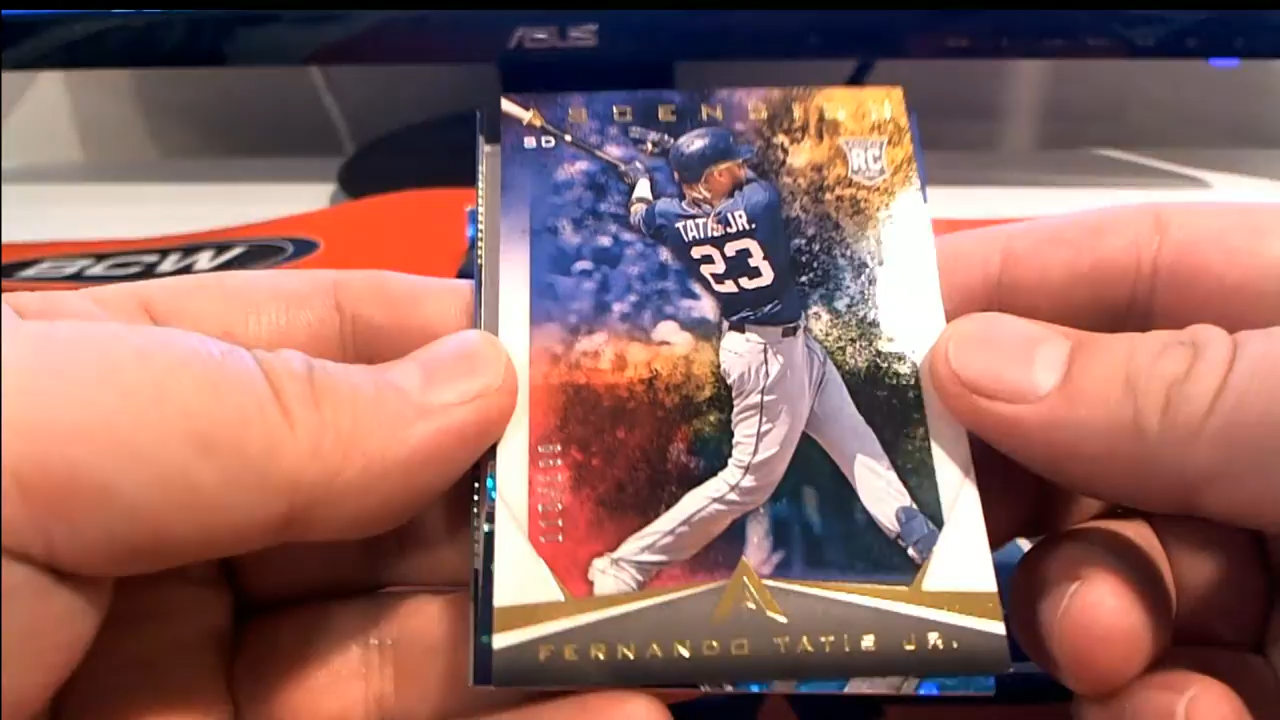 ASUS
ASCENSION
SD
RC
TATIS JR.
23
BCW
A
FERNANDO TATIS JR.